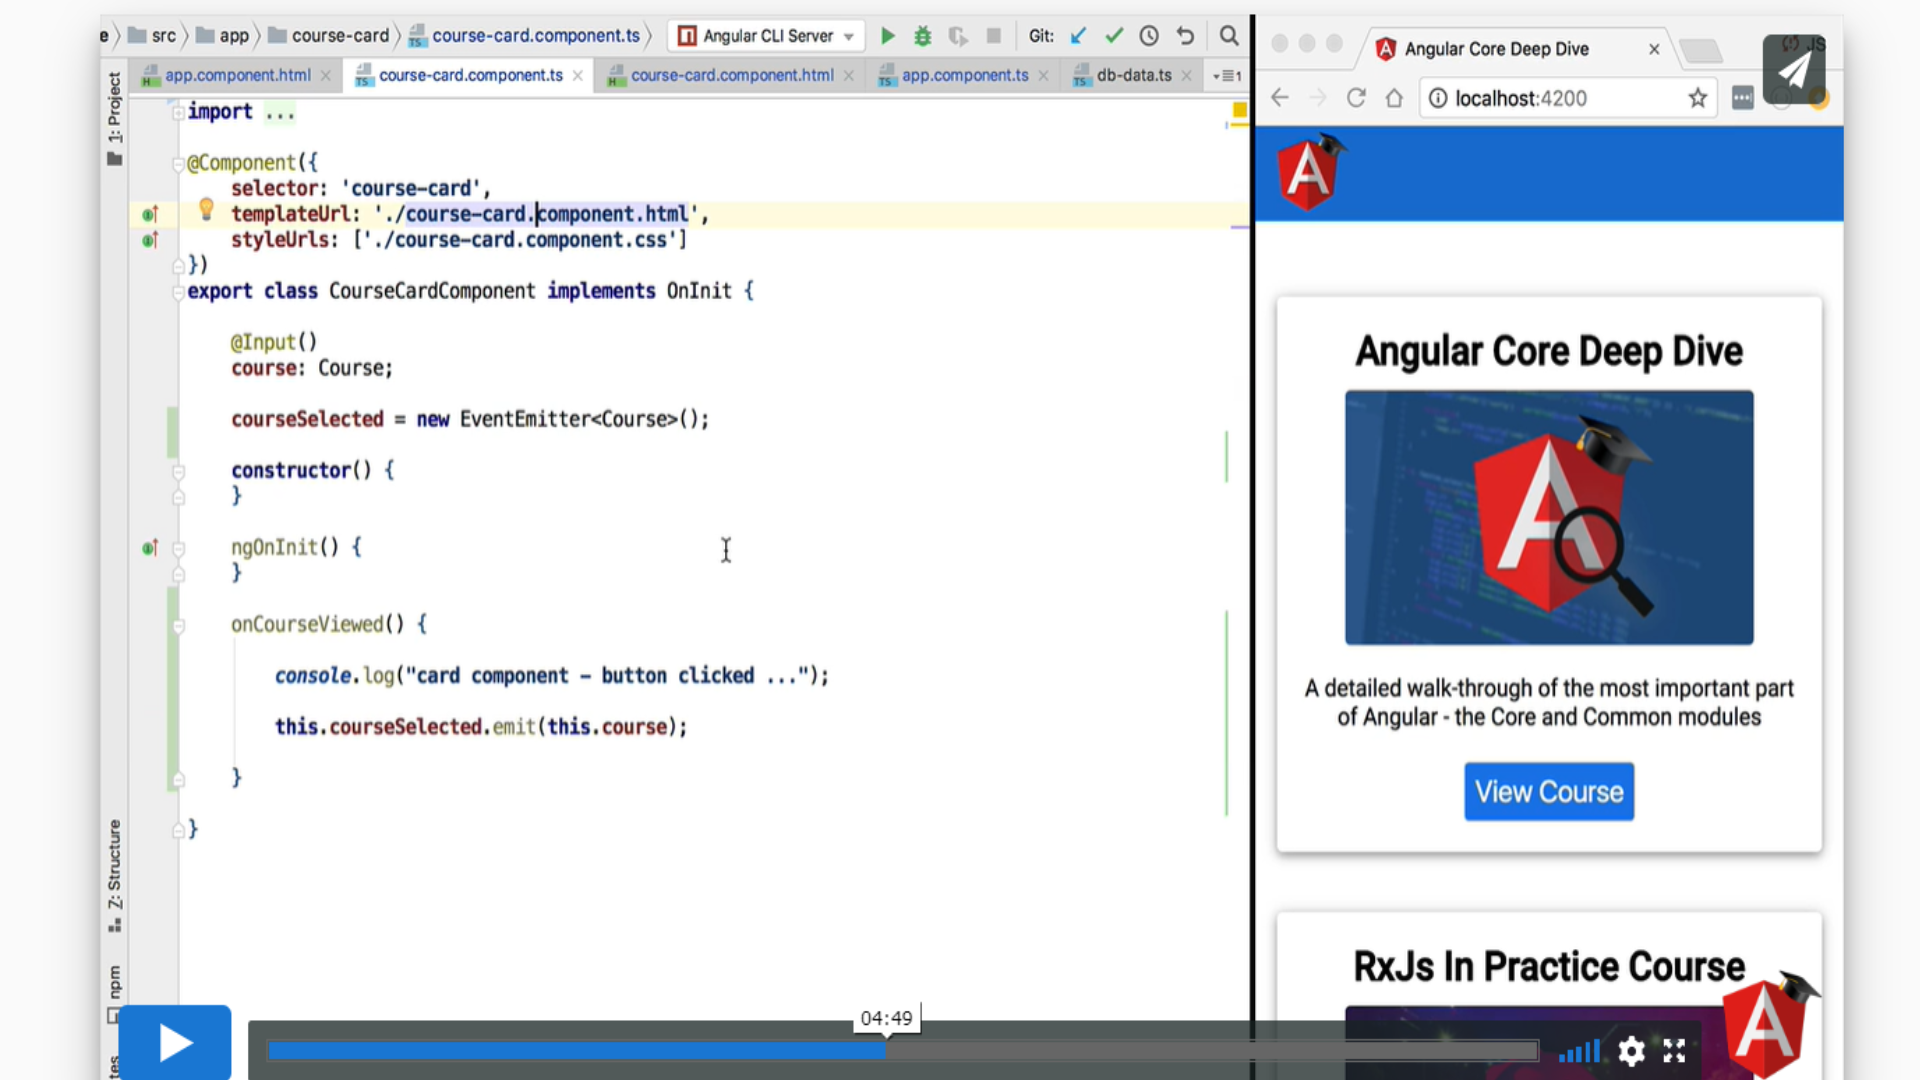 e src app course-card course-card.component.ts Angular CLI Server Git:
app.component.html course-card.component.ts course-card.component.html app.component.ts db-data.ts 1
1: Project
import ...
@Component({
selector: 'course-card',
templateUrl: './course-card.component.html',
styleUrls: ['./course-card.component.css']
})
export class CourseCardComponent implements OnInit {
@Input()
course: Course;
courseSelected = new EventEmitter<Course>();
constructor() {
}
ngOnInit() {
}
onCourseViewed() {
console.log("card component - button clicked ...");
this.courseSelected.emit(this.course);
}
}
Z: Structure
npm
tes
04:49
Angular Core Deep Dive
localhost:4200
Angular Core Deep Dive
A detailed walk-through of the most important part
of Angular - the Core and Common modules
View Course
RxJs In Practice Course